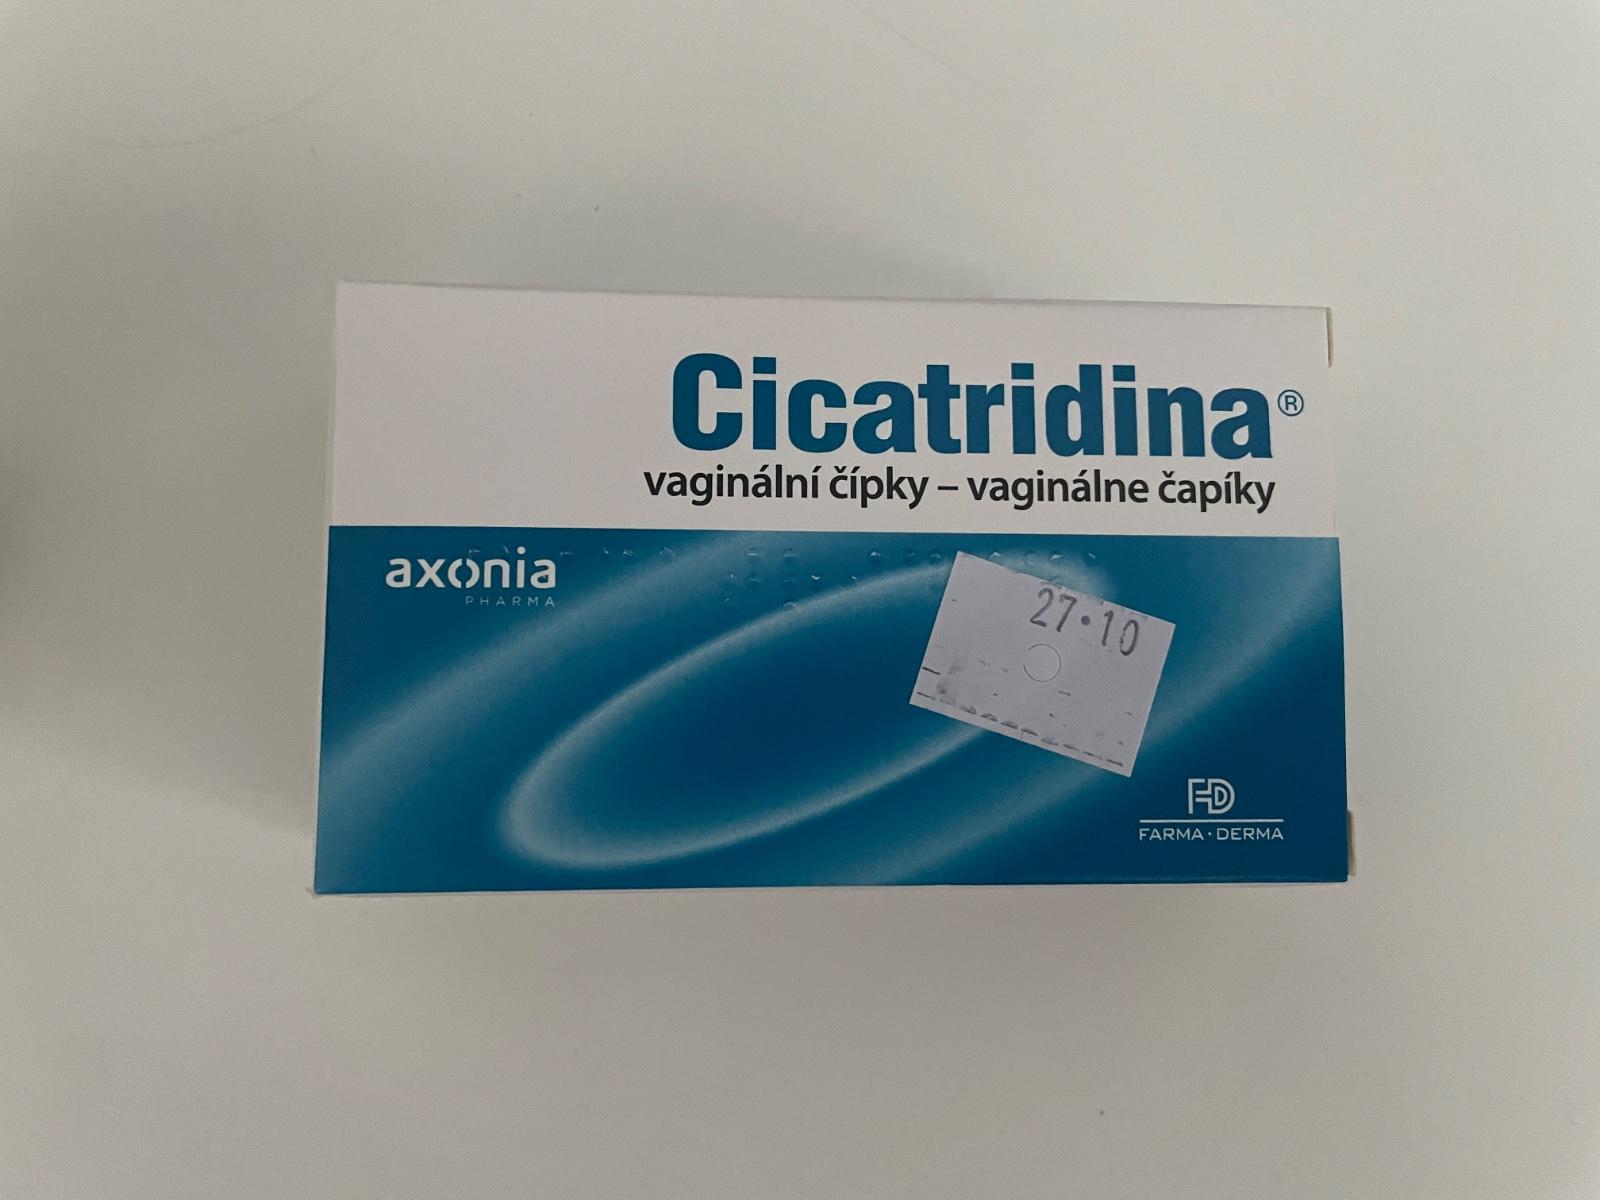 Cicatridina®
vaginální čípky – vaginálne čapíky
axonia
PHARMA
27·10
FD
FARMA · DERMA